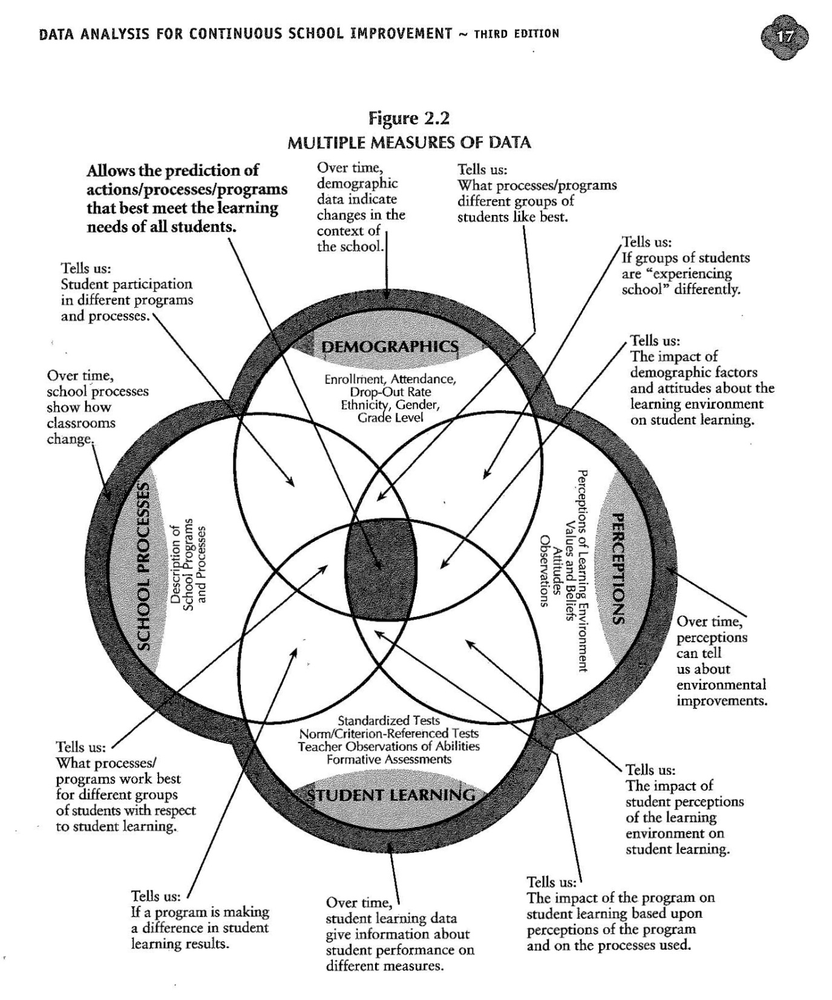 DATA ANALYSIS FOR CONTINUOUS SCHOOL IMPROVEMENT ~ THIRD EDITION
17
Figure 2.2
MULTIPLE MEASURES OF DATA
Allows the prediction of
actions/processes/programs
that best meet the learning
needs of all students.
Over time,
demographic
data indicate
changes in the
context of
the school.
Tells us:
What processes/programs
different groups of
students like best.
Tells us:
If groups of students
are “experiencing
school” differently.
Tells us:
Student participation
in different programs
and processes.
Tells us:
The impact of
demographic factors
and attitudes about the
learning environment
on student learning.
Over time,
school processes
show how
classrooms
change.
DEMOGRAPHICS
Enrollment, Attendance,
Drop-Out Rate
Ethnicity, Gender,
Grade Level
SCHOOL PROCESSES
Description of
School Programs
and Processes
PERCEPTIONS
Perceptions of Learning Environment
Values and Beliefs
Attitudes
Observations
Standardized Tests
Norm/Criterion-Referenced Tests
Teacher Observations of Abilities
Formative Assessments
STUDENT LEARNING
Over time,
perceptions
can tell
us about
environmental
improvements.
Tells us:
What processes/
programs work best
for different groups
of students with respect
to student learning.
Tells us:
The impact of
student perceptions
of the learning
environment on
student learning.
Tells us:
If a program is making
a difference in student
learning results.
Over time,
student learning data
give information about
student performance on
different measures.
Tells us:
The impact of the program on
student learning based upon
perceptions of the program
and on the processes used.